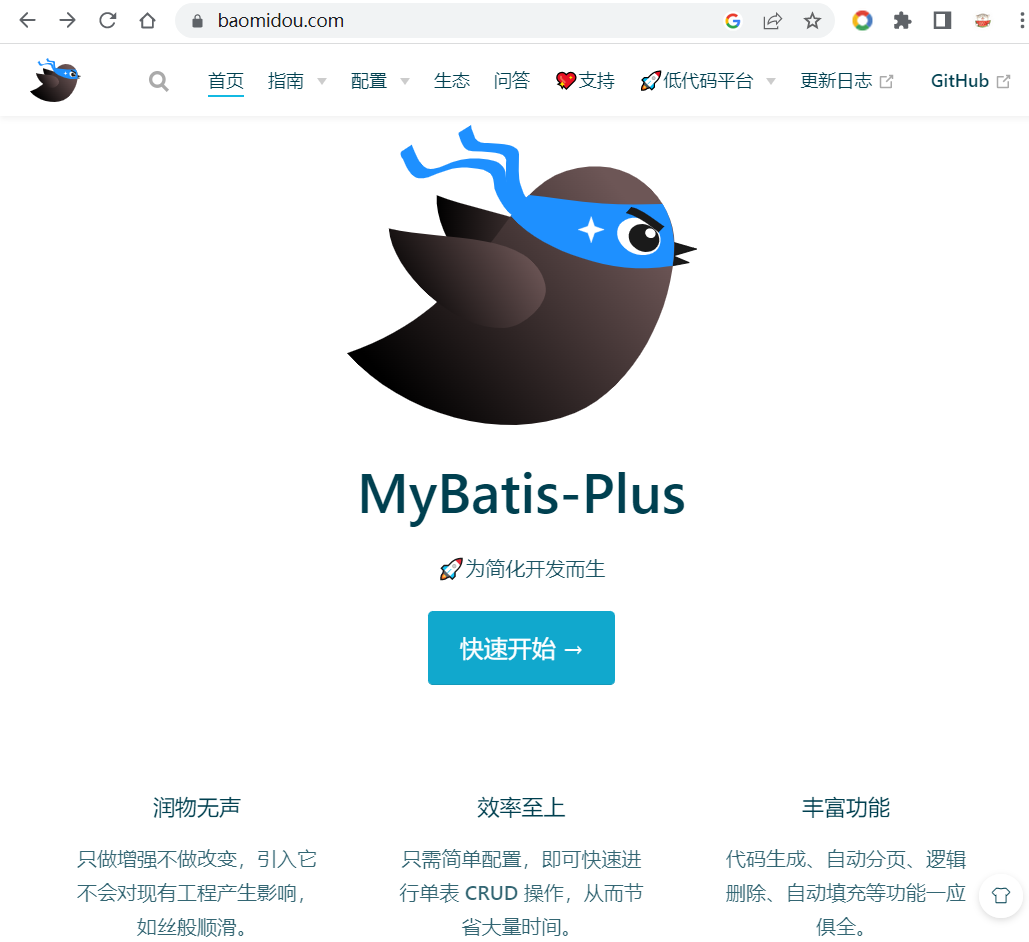 baomidou.com
首页 指南 配置 生态 问答 💖支持 🚀低代码平台 更新日志 GitHub
MyBatis-Plus
🚀为简化开发而生
快速开始 →
润物无声
只做增强不做改变，引入它
不会对现有工程产生影响，
如丝般顺滑。
效率至上
只需简单配置，即可快速进
行单表 CRUD 操作，从而节
省大量时间。
丰富功能
代码生成、自动分页、逻辑
删除、自动填充等功能一应
俱全。